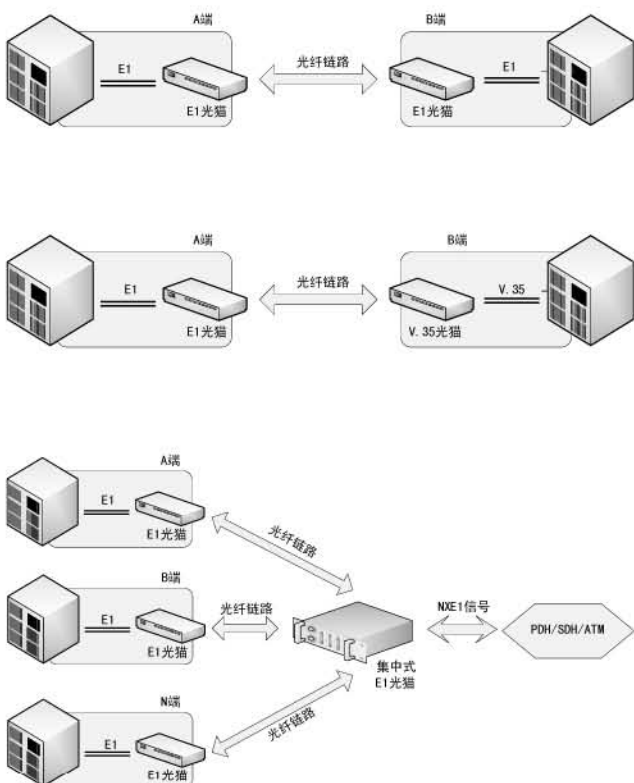 A端
B端
E1
光纤链路
E1
E1光猫
E1光猫
A端
B端
E1
光纤链路
V.35
E1光猫
V.35光猫
A端
E1
E1光猫
光纤链路
B端
E1
光纤链路
NXE1信号
PDH/SDH/ATM
E1光猫
集中式
E1光猫
N端
光纤链路
E1
E1光猫